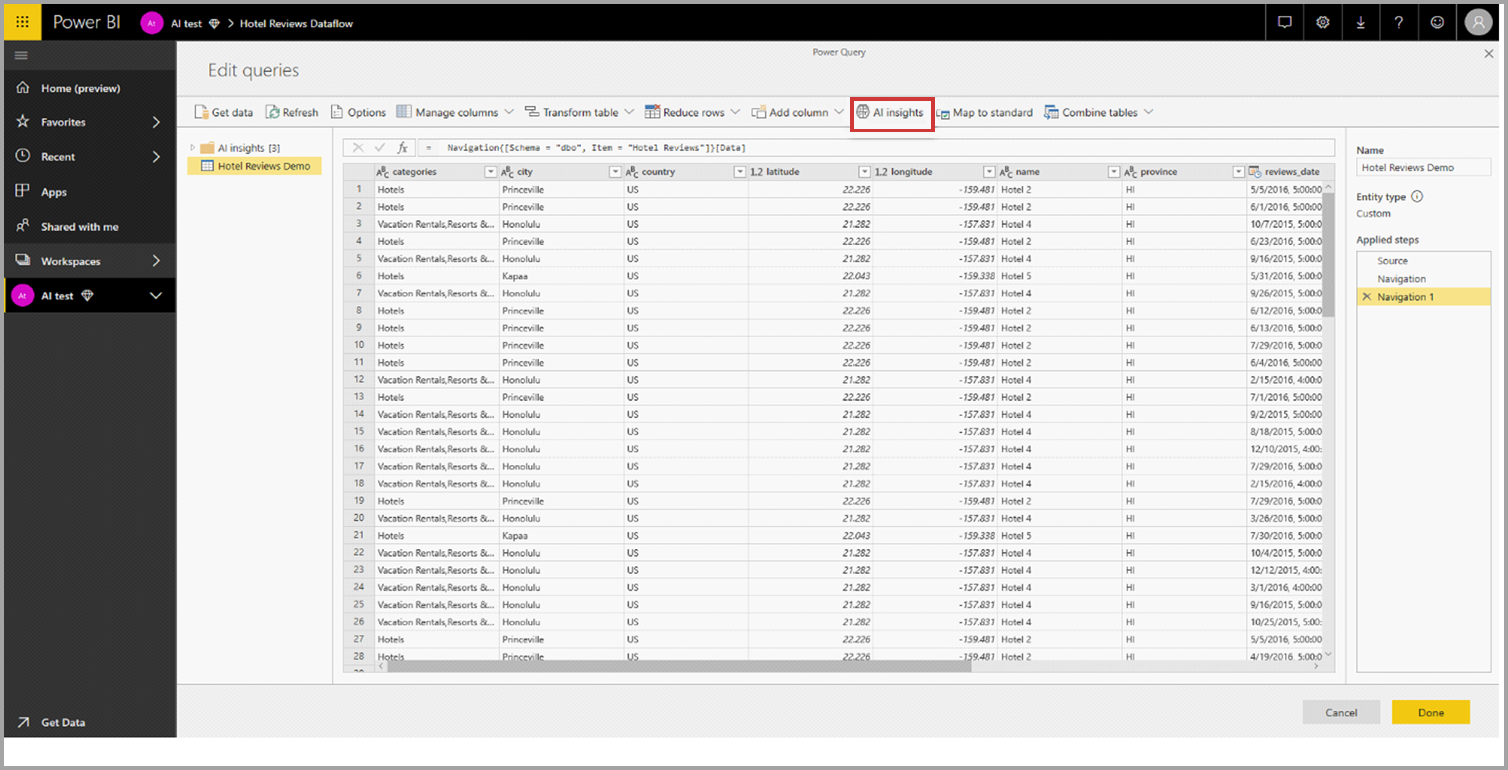 Power BI At AI test > Hotel Reviews Dataflow
Power Query
Edit queries
Home (preview)
Favorites
Recent
Apps
Shared with me
Workspaces
At AI test
Get Data
Get data Refresh Options Manage columns Transform table Reduce rows Add column AI insights Map to standard Combine tables
AI insights [3]
Hotel Reviews Demo
fx = Navigation{[Schema = "dbo", Item = "Hotel Reviews"]}[Data]
categories city country 1.2 latitude 1.2 longitude name province reviews_date
1 Hotels Princeville US 22.226 -159.481 Hotel 2 HI 5/5/2016, 5:00:00
2 Hotels Princeville US 22.226 -159.481 Hotel 2 HI 6/1/2016, 5:00:00
3 Vacation Rentals,Resorts &... Honolulu US 21.282 -157.831 Hotel 4 HI 10/7/2015, 5:00:0
4 Hotels Princeville US 22.226 -159.481 Hotel 2 HI 6/23/2016, 5:00:0
5 Vacation Rentals,Resorts &... Honolulu US 21.282 -157.831 Hotel 4 HI 9/16/2015, 5:00:0
6 Hotels Kapaa US 22.043 -159.338 Hotel 5 HI 5/31/2016, 5:00:0
7 Vacation Rentals,Resorts &... Honolulu US 21.282 -157.831 Hotel 4 HI 9/26/2015, 5:00:0
8 Hotels Princeville US 22.226 -159.481 Hotel 2 HI 6/12/2016, 5:00:0
9 Hotels Princeville US 22.226 -159.481 Hotel 2 HI 6/13/2016, 5:00:0
10 Hotels Princeville US 22.226 -159.481 Hotel 2 HI 7/29/2016, 5:00:0
11 Hotels Princeville US 22.226 -159.481 Hotel 2 HI 6/4/2016, 5:00:00
12 Vacation Rentals,Resorts &... Honolulu US 21.282 -157.831 Hotel 4 HI 2/15/2016, 4:00:0
13 Hotels Princeville US 22.226 -159.481 Hotel 2 HI 7/1/2016, 5:00:00
14 Vacation Rentals,Resorts &... Honolulu US 21.282 -157.831 Hotel 4 HI 9/2/2015, 5:00:00
15 Vacation Rentals,Resorts &... Honolulu US 21.282 -157.831 Hotel 4 HI 8/18/2015, 5:00:0
16 Vacation Rentals,Resorts &... Honolulu US 21.282 -157.831 Hotel 4 HI 12/10/2015, 4:00:
17 Vacation Rentals,Resorts &... Honolulu US 21.282 -157.831 Hotel 4 HI 7/29/2016, 5:00:0
18 Vacation Rentals,Resorts &... Honolulu US 21.282 -157.831 Hotel 4 HI 2/15/2016, 4:00:0
19 Hotels Princeville US 22.226 -159.481 Hotel 2 HI 7/29/2016, 5:00:0
20 Vacation Rentals,Resorts &... Honolulu US 21.282 -157.831 Hotel 4 HI 3/26/2016, 5:00:0
21 Hotels Kapaa US 22.043 -159.338 Hotel 5 HI 7/30/2016, 5:00:0
22 Vacation Rentals,Resorts &... Honolulu US 21.282 -157.831 Hotel 4 HI 10/4/2015, 5:00:0
23 Vacation Rentals,Resorts &... Honolulu US 21.282 -157.831 Hotel 4 HI 12/12/2015, 4:00:
24 Vacation Rentals,Resorts &... Honolulu US 21.282 -157.831 Hotel 4 HI 3/1/2016, 4:00:00
25 Vacation Rentals,Resorts &... Honolulu US 21.282 -157.831 Hotel 4 HI 9/16/2015, 5:00:0
26 Vacation Rentals,Resorts &... Honolulu US 21.282 -157.831 Hotel 4 HI 10/25/2015, 5:00:
27 Hotels Princeville US 22.226 -159.481 Hotel 2 HI 5/5/2016, 5:00:00
28 Hotels Princeville US 22.226 -159.481 Hotel 2 HI 4/19/2016, 5:00:0
Name
Hotel Reviews Demo
Entity type
Custom
Applied steps
Source
Navigation
Navigation 1
Cancel Done